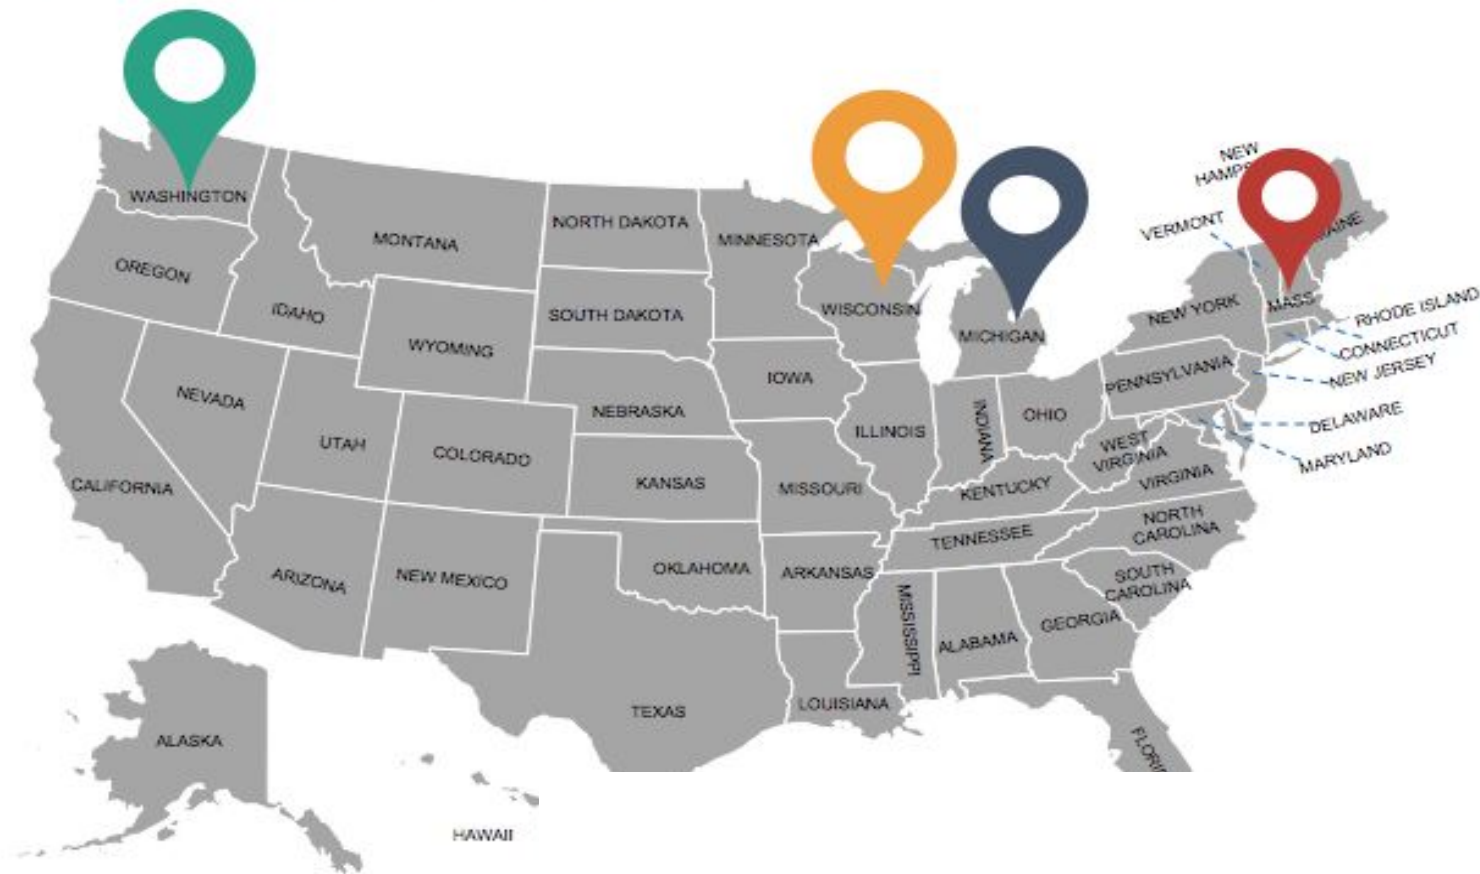 NEW
HAMPS
VERMONT
MAINE
WASHINGTON
MONTANA
NORTH DAKOTA
MINNESOTA
OREGON
IDAHO
SOUTH DAKOTA
WISCONSIN
MICHIGAN
NEW YORK
MASS
RHODE ISLAND
CONNECTICUT
NEW JERSEY
WYOMING
IOWA
PENNSYLVANIA
NEVADA
NEBRASKA
ILLINOIS
INDIANA
OHIO
DELAWARE
MARYLAND
UTAH
COLORADO
WEST
VIRGINIA
VIRGINIA
CALIFORNIA
KANSAS
MISSOURI
KENTUCKY
NORTH
CAROLINA
TENNESSEE
ARIZONA
NEW MEXICO
OKLAHOMA
ARKANSAS
SOUTH
CAROLINA
MISSISSIPPI
ALABAMA
GEORGIA
TEXAS
LOUISIANA
FLORI
ALASKA
HAWAII